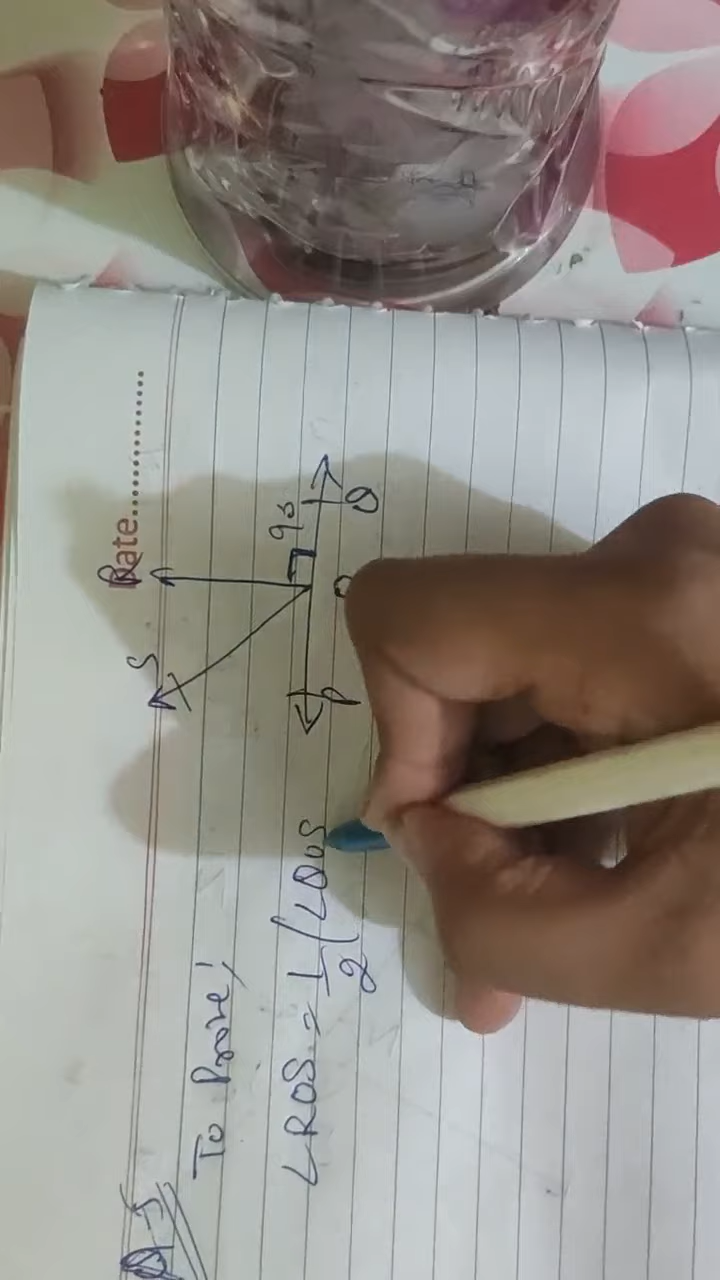 Q.5
To Prove;
∠ROS = 1/2 (∠QOS
R
S
90
P
O
Q
Date..................